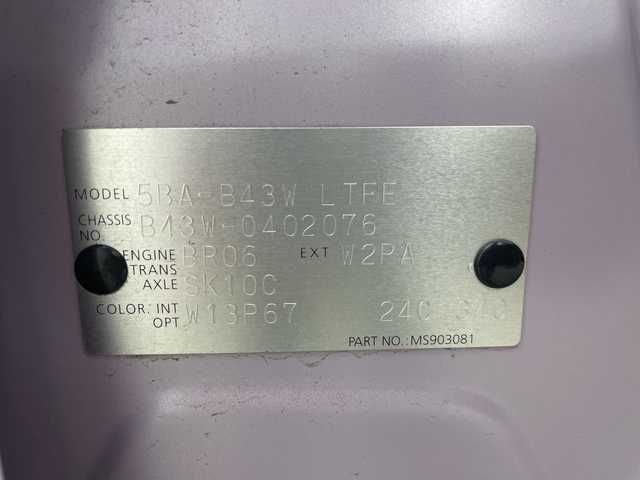 MODEL 5BA-B43W LTFE
CHASSIS NO. B43W-0402076
ENGINE BR06 EXT W2PA
TRANS AXLE SK10C
COLOR. INT OPT W13P67 24C
PART NO.:MS903081